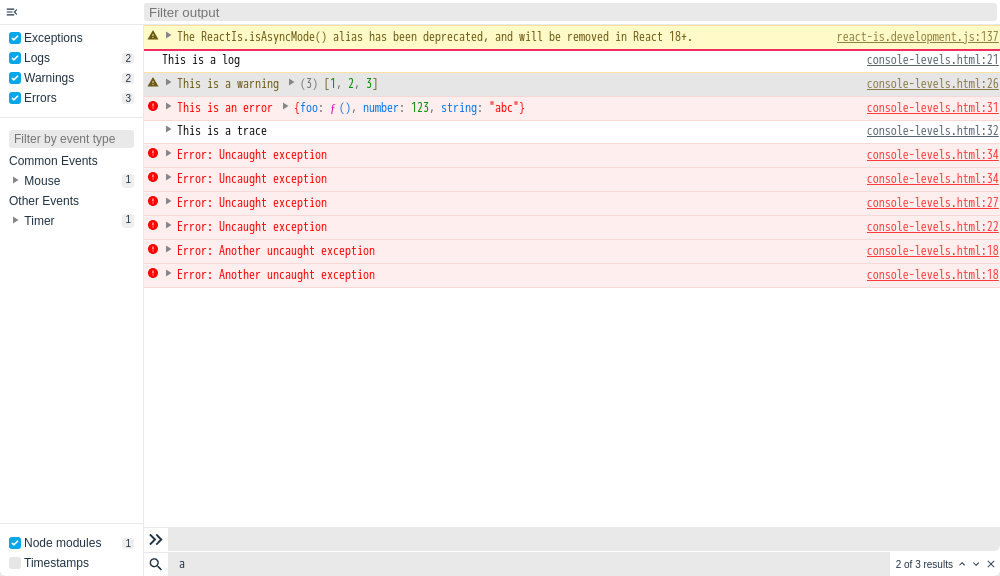 Filter output
Exceptions
Logs 2
Warnings 2
Errors 3
Filter by event type
Common Events
Mouse 1
Other Events
Timer 1
Node modules 1
Timestamps
The ReactIs.isAsyncMode() alias has been deprecated, and will be removed in React 18+. react-is.development.js:137
This is a log console-levels.html:21
This is a warning (3) [1, 2, 3] console-levels.html:26
This is an error {foo: ƒ (), number: 123, string: "abc"} console-levels.html:31
This is a trace console-levels.html:32
Error: Uncaught exception console-levels.html:34
Error: Uncaught exception console-levels.html:34
Error: Uncaught exception console-levels.html:27
Error: Uncaught exception console-levels.html:22
Error: Another uncaught exception console-levels.html:18
Error: Another uncaught exception console-levels.html:18
a 2 of 3 results